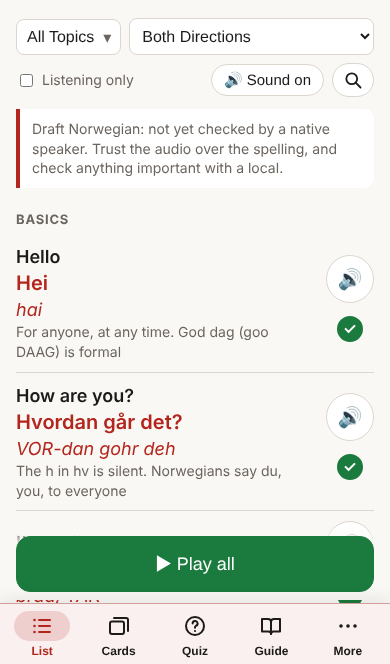 All Topics
Both Directions
Listening only
Sound on
Draft Norwegian: not yet checked by a native
speaker. Trust the audio over the spelling, and
check anything important with a local.
BASICS
Hello
Hei
hai
For anyone, at any time. God dag (goo
DAAG) is formal
How are you?
Hvordan går det?
VOR-dan gohr deh
The h in hv is silent. Norwegians say du,
you, to everyone
Play all
List
Cards
Quiz
Guide
More